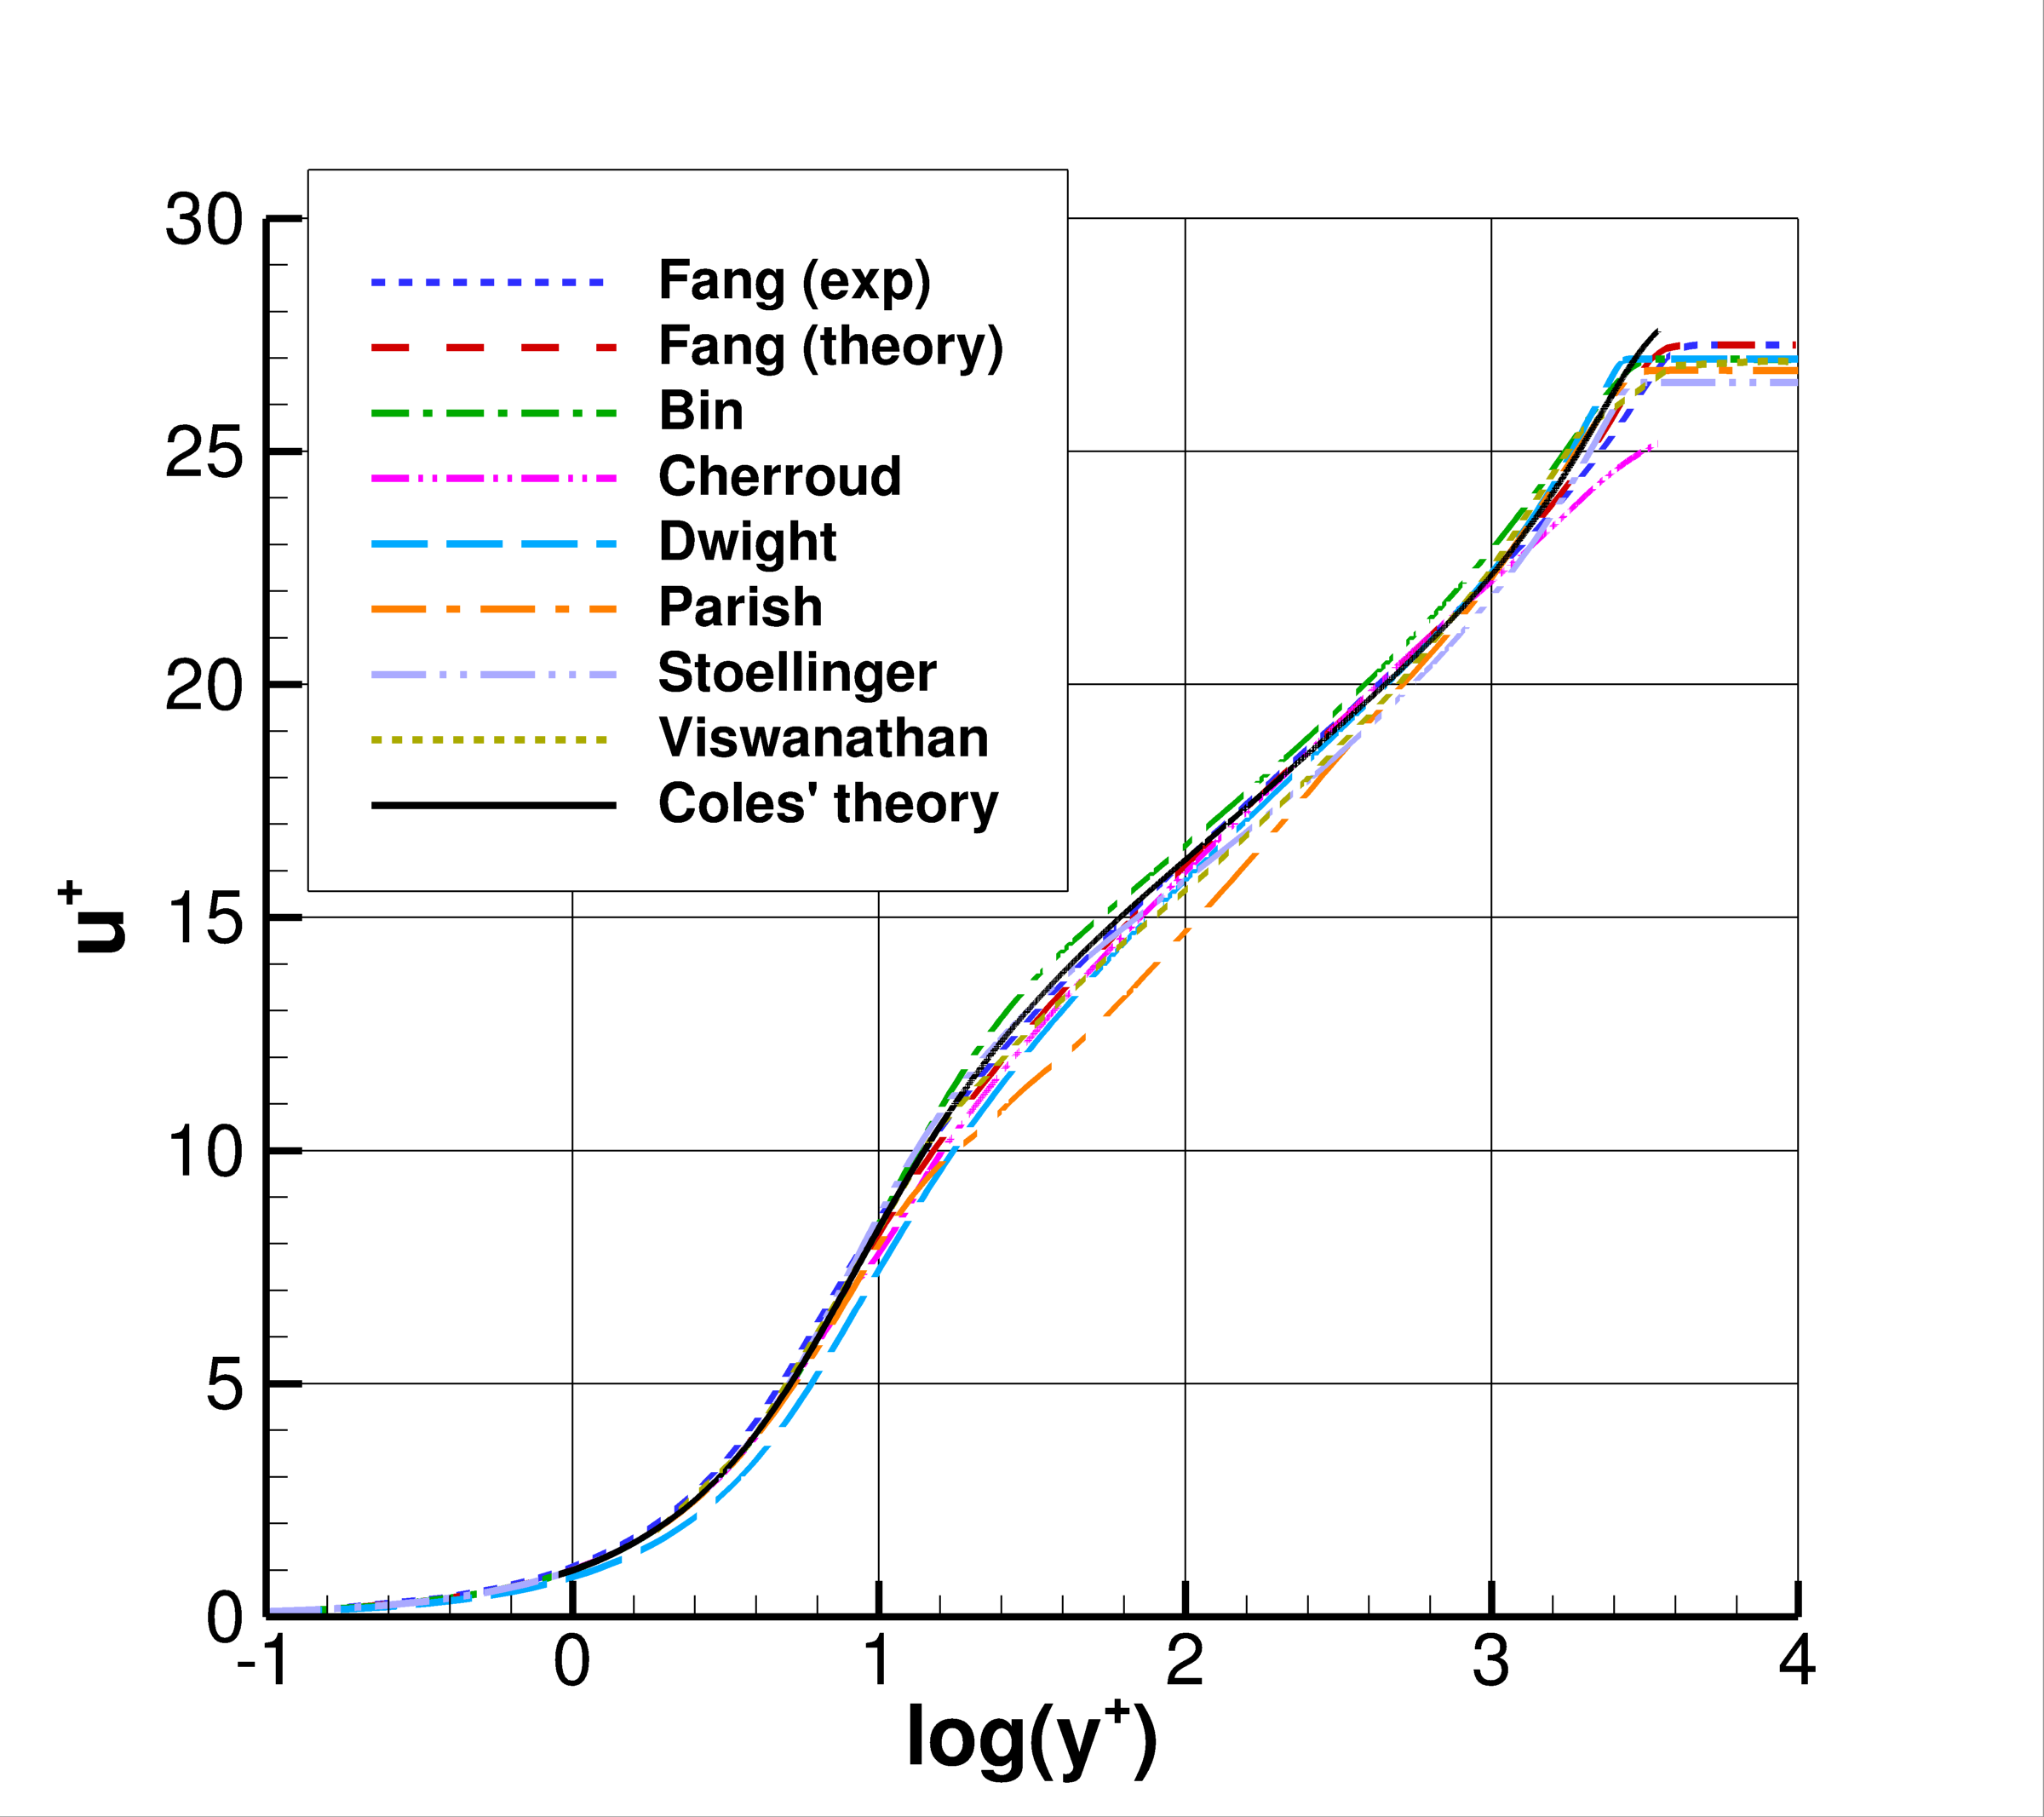 30
25
20
15
10
5
0
u+
Fang (exp)
Fang (theory)
Bin
Cherroud
Dwight
Parish
Stoellinger
Viswanathan
Coles' theory
-1 0 1 2 3 4
log(y+)